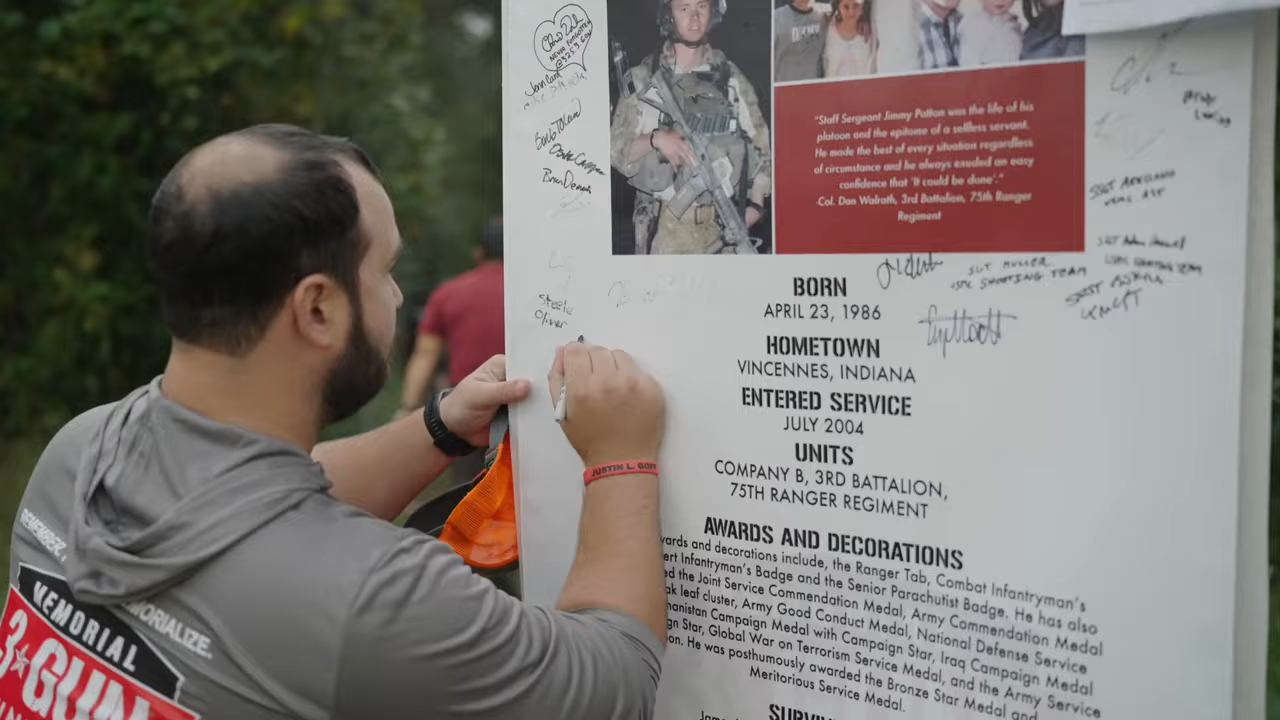 NEVER FORGOTTEN
"Staff Sergeant Jimmy Patton was the life of his
platoon and the epitome of a selfless servant.
He made the best of every situation regardless
of circumstance and he always exuded an easy
confidence that 'It could be done'."
-Col. Dan Walrath, 3rd Battalion, 75th Ranger
Regiment
Steele
Oliver
SGT MULLER
USMC SHOOTING TEAM
BORN
APRIL 23, 1986
HOMETOWN
VINCENNES, INDIANA
ENTERED SERVICE
JULY 2004
UNITS
COMPANY B, 3RD BATTALION,
75TH RANGER REGIMENT
AWARDS AND DECORATIONS
wards and decorations include, the Ranger Tab, Combat Infantryman's
ert Infantryman's Badge and the Senior Parachutist Badge. He has also
ed the Joint Service Commendation Medal, Army Commendation Medal
ak leaf cluster, Army Good Conduct Medal, National Defense Service
hanistan Campaign Medal with Campaign Star, Iraq Campaign Medal
gn Star, Global War on Terrorism Service Medal, and the Army Service
on. He was posthumously awarded the Bronze Star Medal and
Meritorious Service Medal.
SURVIV
JUSTIN L. GOFF
REMEMBER.
MEMORIALIZE.
MEMORIAL
3★GUN